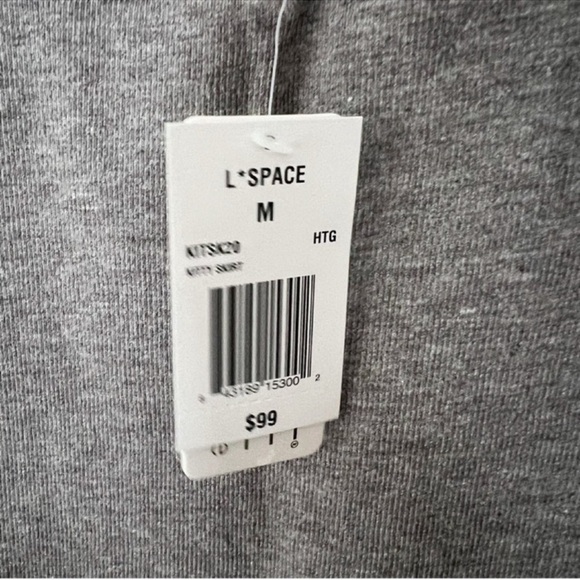 L*SPACE
M
KITSK20 HTG
KITTY SKIRT
43189 15300 2
$99